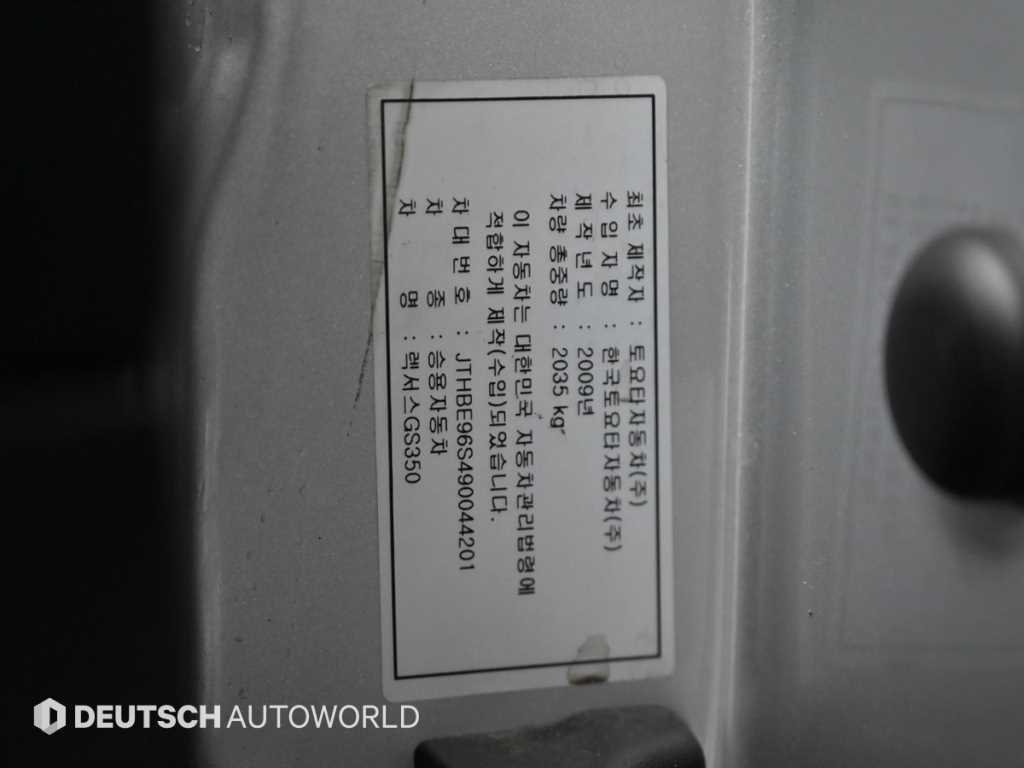 최초 제작자 : 토요타자동차(주)
수 입 자 명 : 한국토요타자동차(주)
제 작 년 도 : 2009년
차량 총중량 : 2035 kg
이 자동차는 대한민국 자동차관리법령에
적합하게 제작(수입)되었습니다.
차 대 번 호 : JTHBE96S490044201
차 종 : 승용자동차
차 명 : 렉서스GS350
DEUTSCH AUTOWORLD